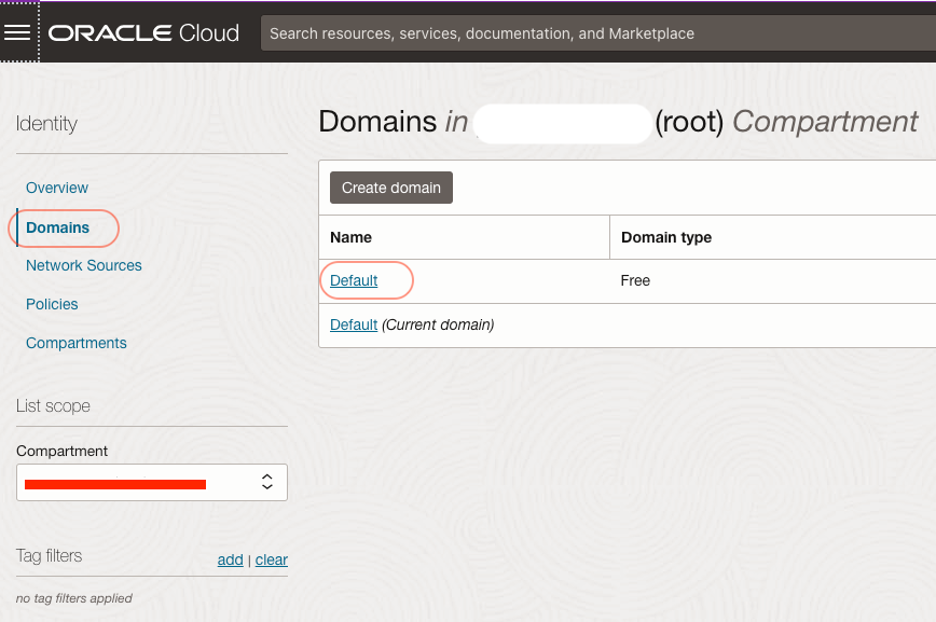 ORACLE Cloud
Search resources, services, documentation, and Marketplace
Identity
Overview
Domains
Network Sources
Policies
Compartments
List scope
Compartment
Tag filters add | clear
no tag filters applied
Domains in (root) Compartment
Create domain
Name Domain type
Default Free
Default (Current domain)